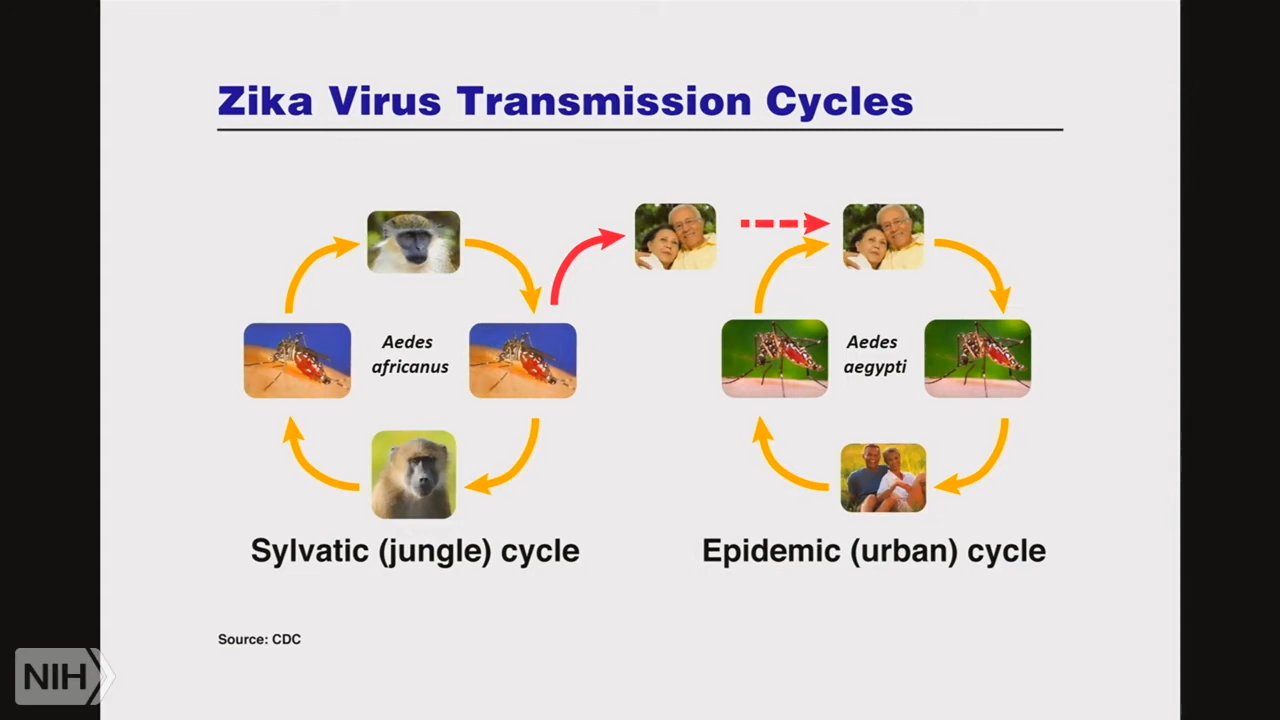 Zika Virus Transmission Cycles
Aedes
africanus
Aedes
aegypti
Sylvatic (jungle) cycle
Epidemic (urban) cycle
Source: CDC
NIH